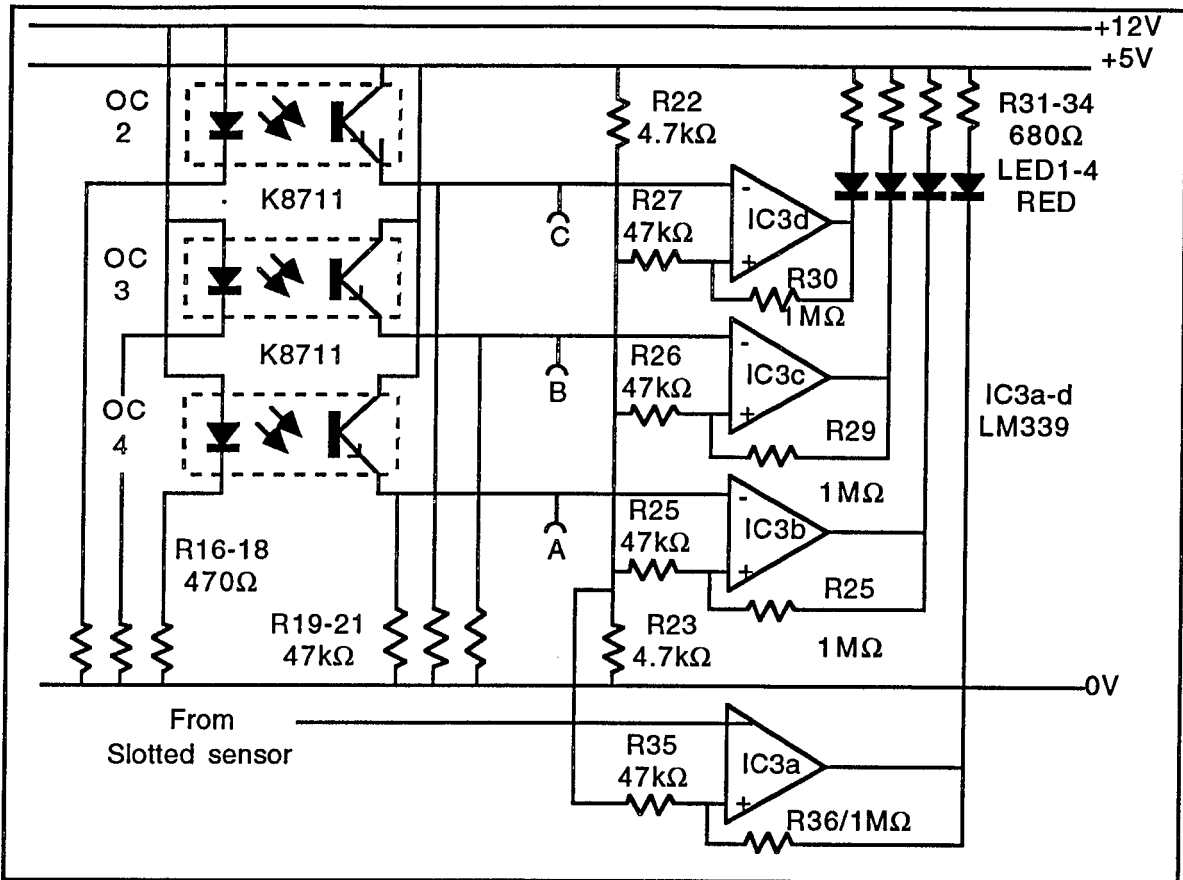 +12V
+5V
OC
2
K8711
R22
4.7kΩ
R31-34
680Ω
LED1-4
RED
C
R27
47kΩ
-
IC3d
+
R30
1MΩ
OC
3
K8711
B
R26
47kΩ
-
IC3c
+
R29
1MΩ
IC3a-d
LM339
OC
4
A
R25
47kΩ
-
IC3b
+
R25
1MΩ
R16-18
470Ω
R19-21
47kΩ
R23
4.7kΩ
0V
From
Slotted sensor
R35
47kΩ
-
IC3a
+
R36/1MΩ